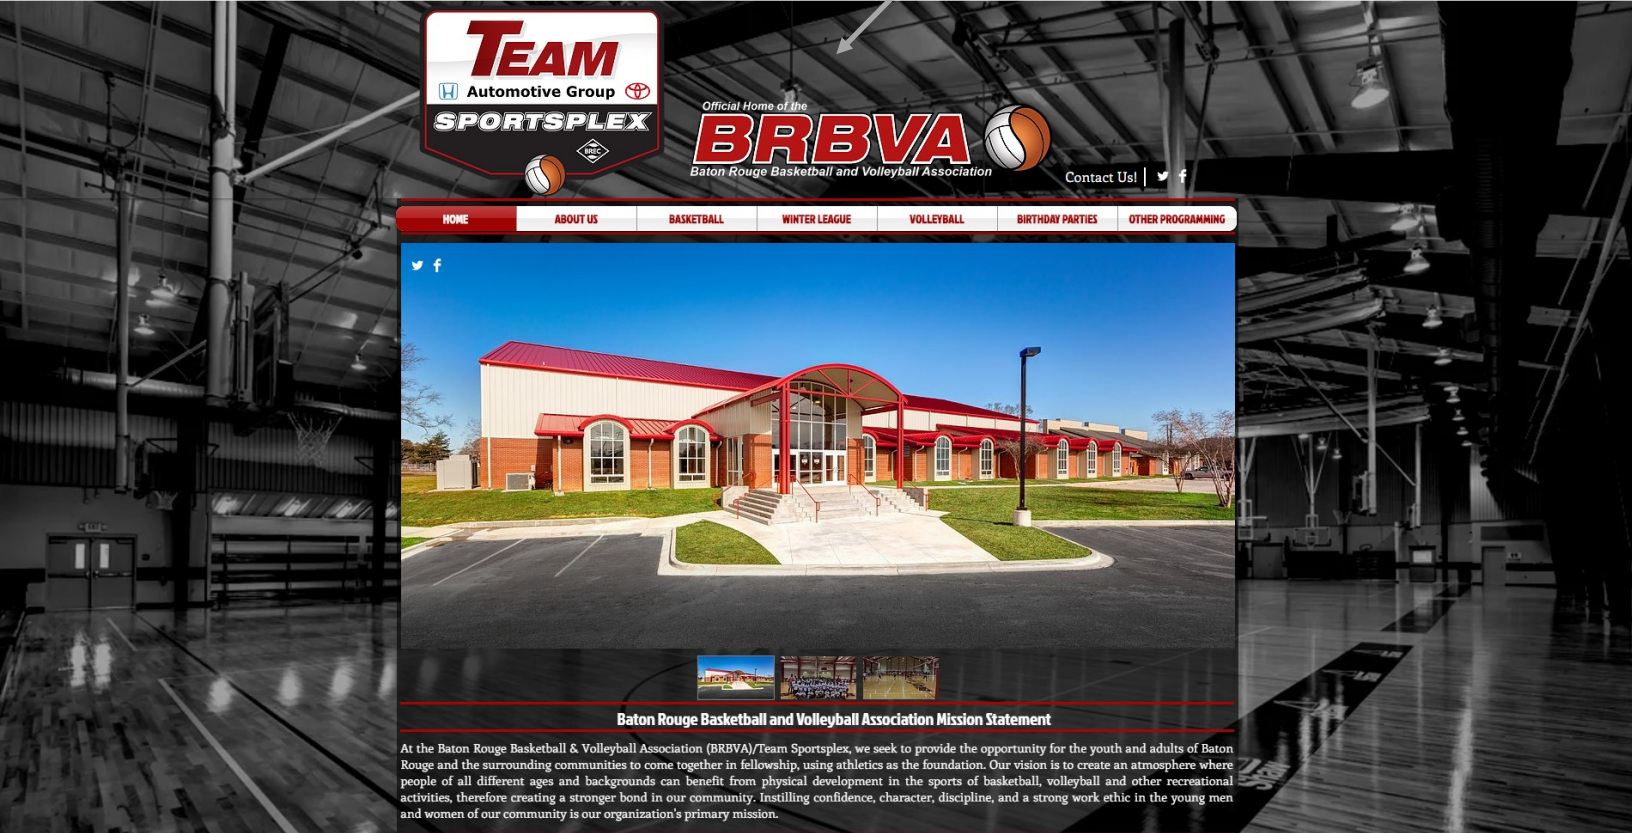 TEAM
Automotive Group
SPORTSPLEX
BREC
Official Home of the
BRBVA
Baton Rouge Basketball and Volleyball Association
Contact Us!
HOME
ABOUT US
BASKETBALL
WINTER LEAGUE
VOLLEYBALL
BIRTHDAY PARTIES
OTHER PROGRAMMING
Baton Rouge Basketball and Volleyball Association Mission Statement
At the Baton Rouge Basketball & Volleyball Association (BRBVA)/Team Sportsplex, we seek to provide the opportunity for the youth and adults of Baton
Rouge and the surrounding communities to come together in fellowship, using athletics as the foundation. Our vision is to create an atmosphere where
people of all different ages and backgrounds can benefit from physical development in the sports of basketball, volleyball and other recreational
activities, therefore creating a stronger bond in our community. Instilling confidence, character, discipline, and a strong work ethic in the young men
and women of our community is our organization's primary mission.